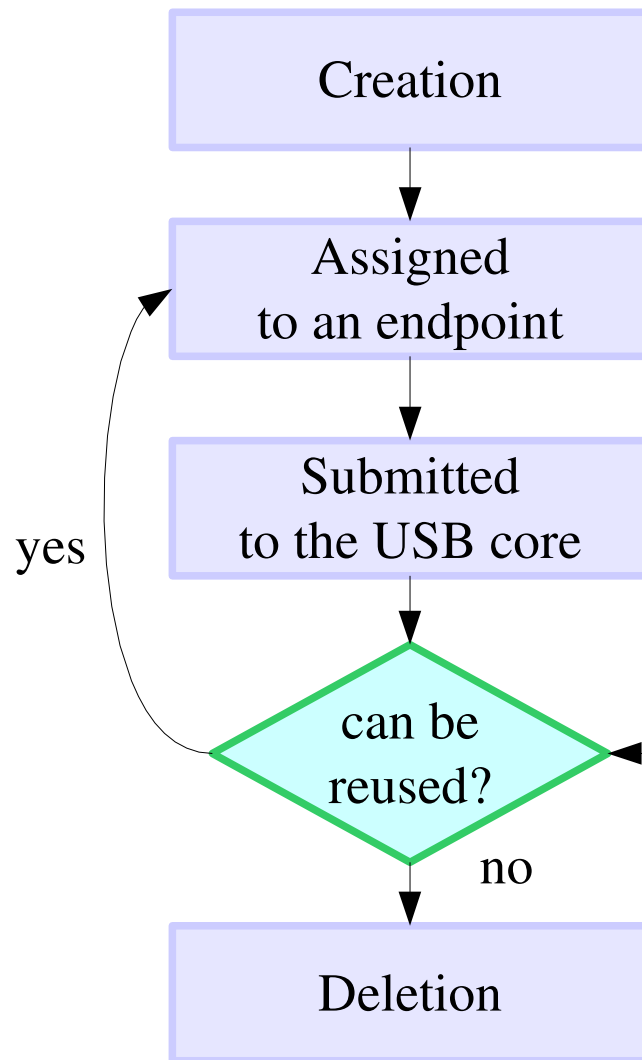 Creation
Assigned
to an endpoint
Submitted
to the USB core
yes
can be
reused?
no
Deletion